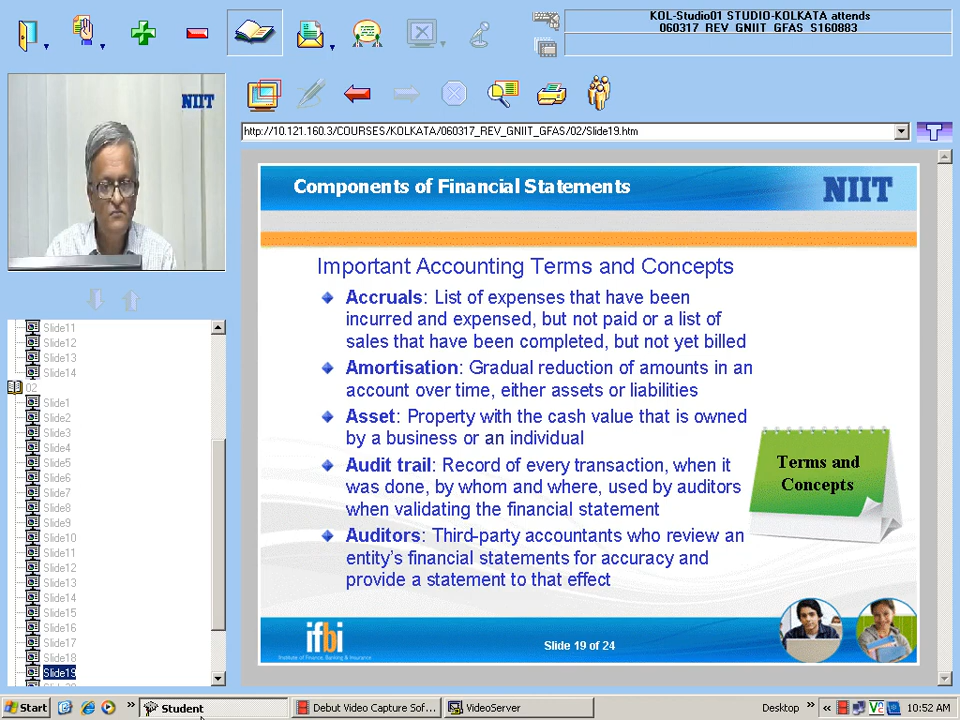 KOL-Studio01 STUDIO-KOLKATA attends
060317_REV_GNIIT_GFAS_S160883
NIIT
http://10.121.160.3/COURSES/KOLKATA/060317_REV_GNIIT_GFAS/02/Slide19.htm
T
Components of Financial Statements
NIIT
Important Accounting Terms and Concepts
Accruals: List of expenses that have been
incurred and expensed, but not paid or a list of
sales that have been completed, but not yet billed
Amortisation: Gradual reduction of amounts in an
account over time, either assets or liabilities
Asset: Property with the cash value that is owned
by a business or an individual
Audit trail: Record of every transaction, when it
was done, by whom and where, used by auditors
when validating the financial statement
Auditors: Third-party accountants who review an
entity's financial statements for accuracy and
provide a statement to that effect
Terms and
Concepts
ifbi
Institute of Finance, Banking & Insurance
Slide 19 of 24
Slide11
Slide12
Slide13
Slide14
02
Slide1
Slide2
Slide3
Slide4
Slide5
Slide6
Slide7
Slide8
Slide9
Slide10
Slide11
Slide12
Slide13
Slide14
Slide15
Slide16
Slide17
Slide18
Slide19
Start
Student
Debut Video Capture Sof...
VideoServer
Desktop
10:52 AM